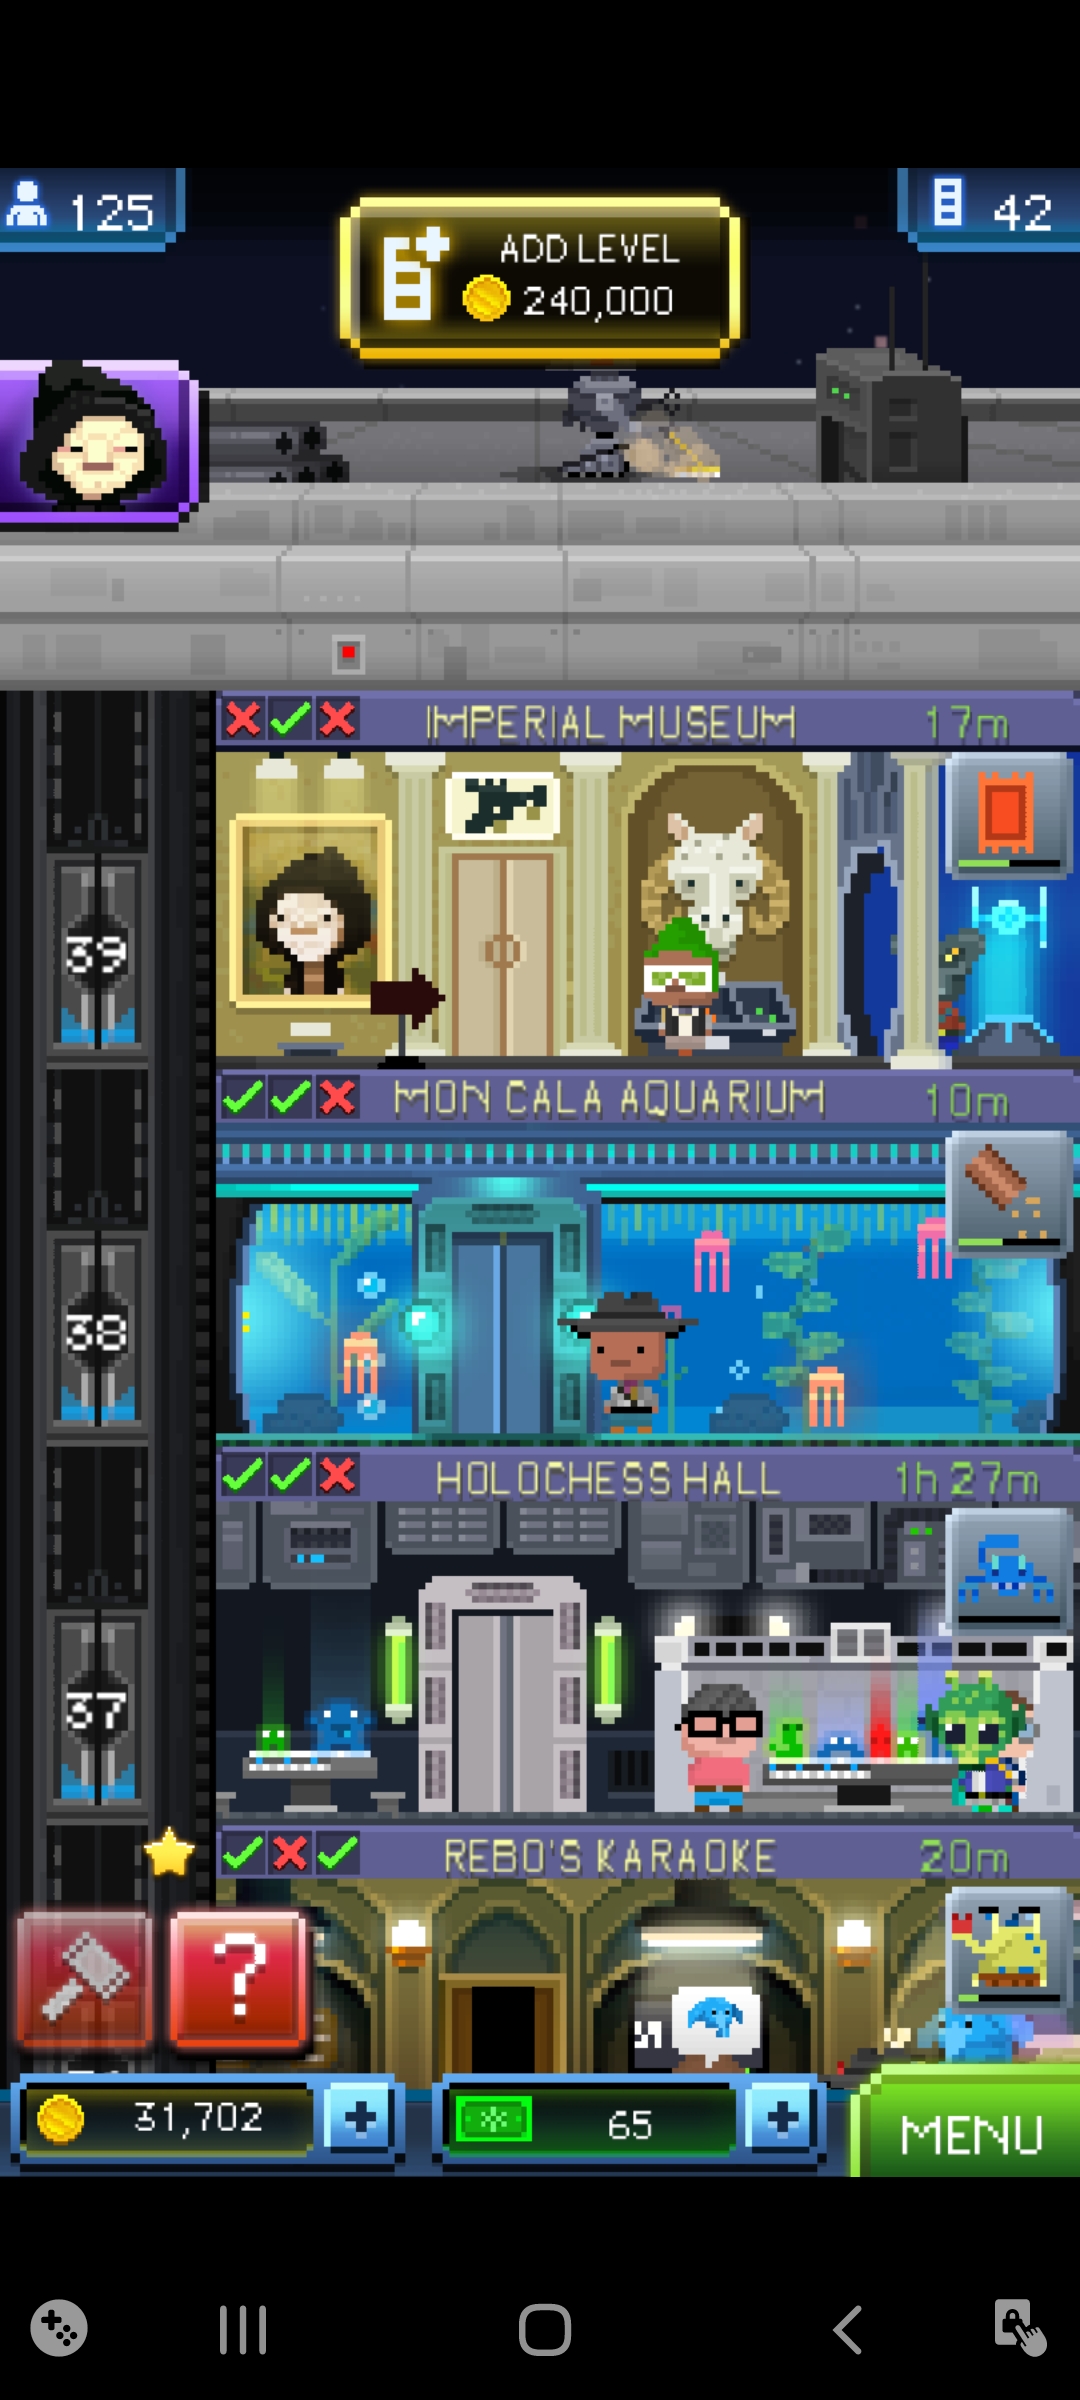 125
ADD LEVEL
240,000
42
IMPERIAL MUSEUM 17m
39
MON CALA AQUARIUM 10m
38
HOLOCHESS HALL 1h 27m
37
REBO'S KARAOKE 20m
?
31,702
65
MENU